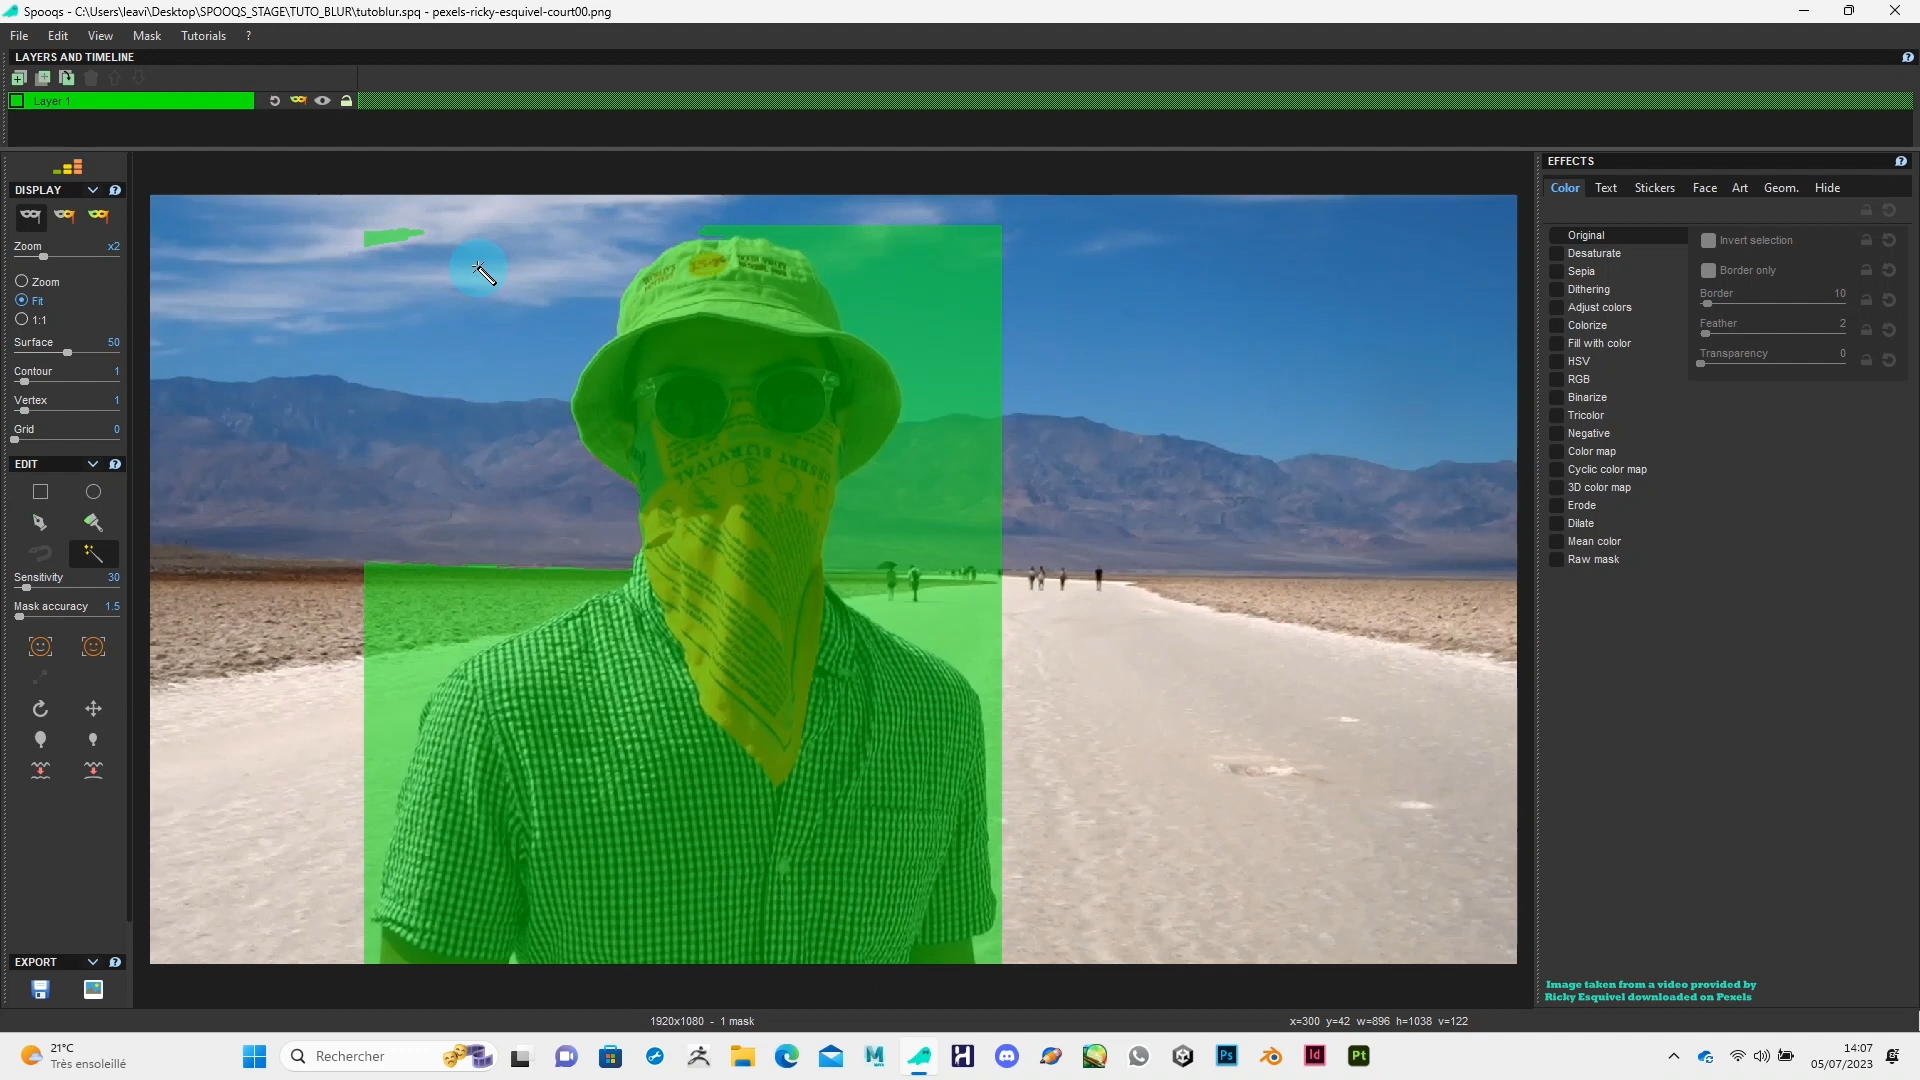 Spooqs - C:\Users\leavi\Desktop\SPOOQS_STAGE\TUTO_BLUR\tutoblur.spq - pexels-ricky-esquivel-court00.png
File Edit View Mask Tutorials ?
LAYERS AND TIMELINE
Layer 1
DISPLAY
Zoom x2
Zoom
Fit
1:1
Surface 50
Contour 1
Vertex 1
Grid 0
EDIT
Sensitivity 30
Mask accuracy 1.5
EXPORT
DESERT SURVIVAL
EFFECTS
Color Text Stickers Face Art Geom. Hide
Original
Desaturate
Sepia
Dithering
Adjust colors
Colorize
Fill with color
HSV
RGB
Binarize
Tricolor
Negative
Color map
Cyclic color map
3D color map
Erode
Dilate
Mean color
Raw mask
Invert selection
Border only
Border 10
Feather 2
Transparency 0
Image taken from a video provided by
Ricky Esquivel downloaded on Pexels
1920x1080 - 1 mask
x=300 y=42 w=896 h=1038 v=122
21°C
Très ensoleillé
Rechercher
Ps
Id
Pt
14:07
05/07/2023